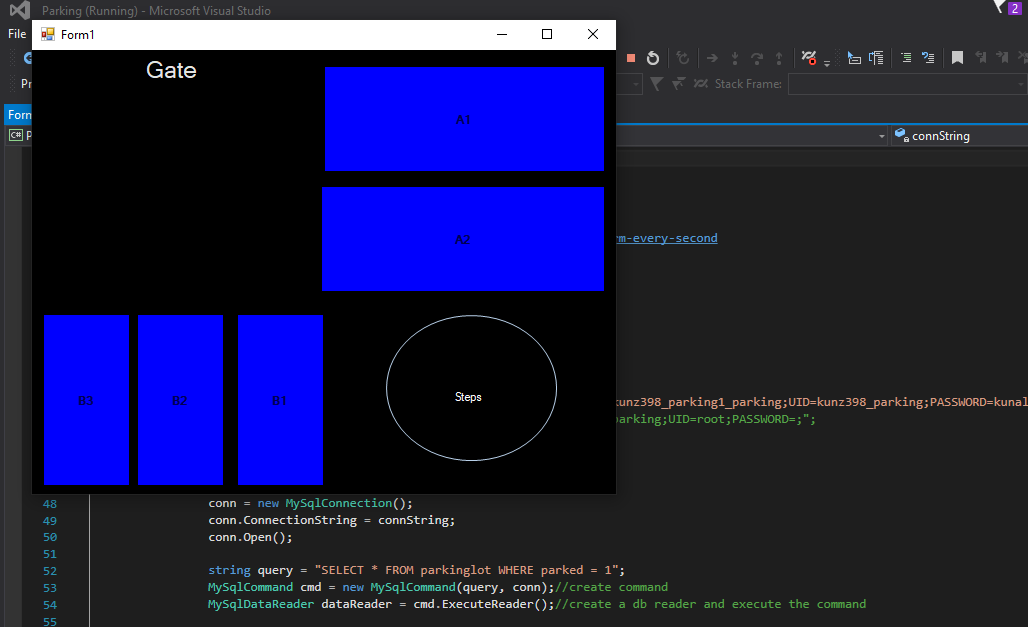 Parking (Running) - Microsoft Visual Studio
2
File
Form1
Gate
A1
Stack Frame:
C#
connString
A2
rm-every-second
B3
B2
B1
Steps
kunz398_parking1_parking;UID=kunz398_parking;PASSWORD=kunal
parking;UID=root;PASSWORD=;";
48 conn = new MySqlConnection();
49 conn.ConnectionString = connString;
50 conn.Open();
51
52 string query = "SELECT * FROM parkinglot WHERE parked = 1";
53 MySqlCommand cmd = new MySqlCommand(query, conn);//create command
54 MySqlDataReader dataReader = cmd.ExecuteReader();//create a db reader and execute the command
55